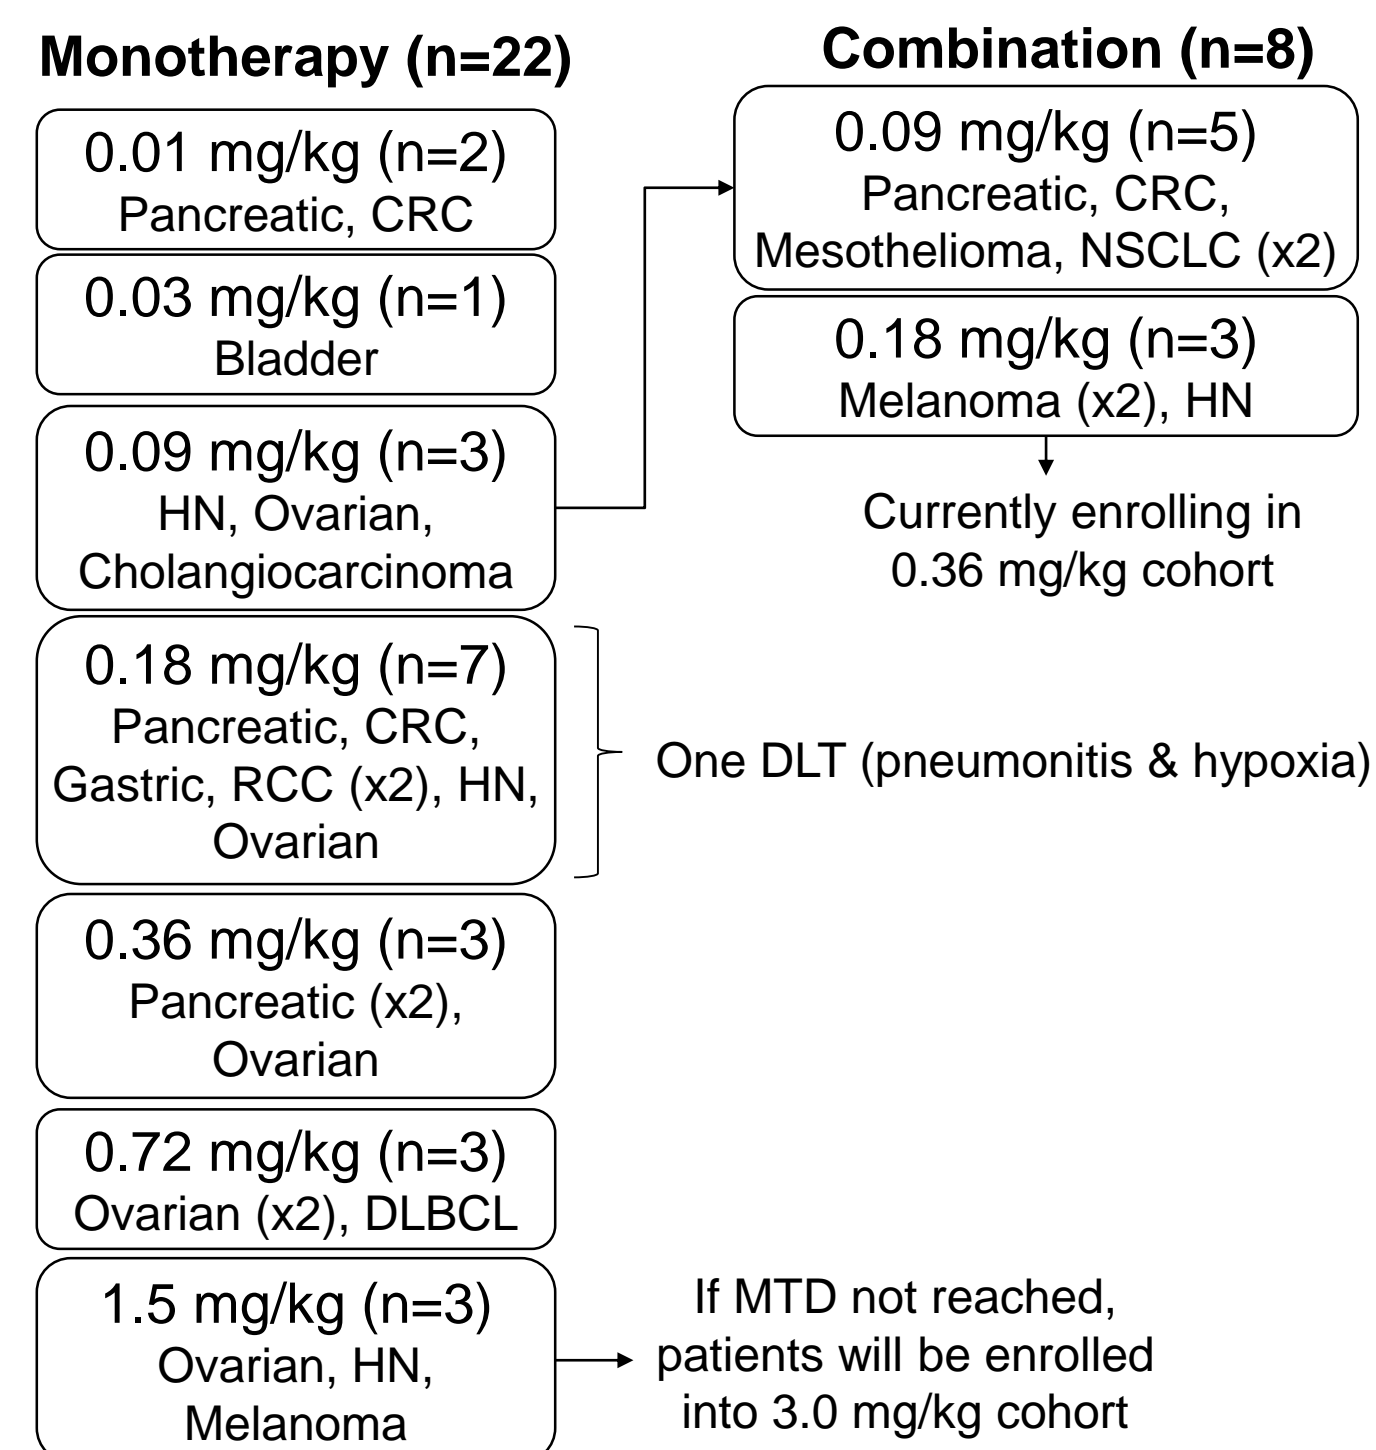 Monotherapy (n=22)
0.01 mg/kg (n=2)
Pancreatic, CRC
0.03 mg/kg (n=1)
Bladder
0.09 mg/kg (n=3)
HN, Ovarian,
Cholangiocarcinoma
0.18 mg/kg (n=7)
Pancreatic, CRC,
Gastric, RCC (x2), HN,
Ovarian
One DLT (pneumonitis & hypoxia)
0.36 mg/kg (n=3)
Pancreatic (x2),
Ovarian
0.72 mg/kg (n=3)
Ovarian (x2), DLBCL
1.5 mg/kg (n=3)
Ovarian, HN,
Melanoma
If MTD not reached,
patients will be enrolled
into 3.0 mg/kg cohort
Combination (n=8)
0.09 mg/kg (n=5)
Pancreatic, CRC,
Mesothelioma, NSCLC (x2)
0.18 mg/kg (n=3)
Melanoma (x2), HN
Currently enrolling in
0.36 mg/kg cohort